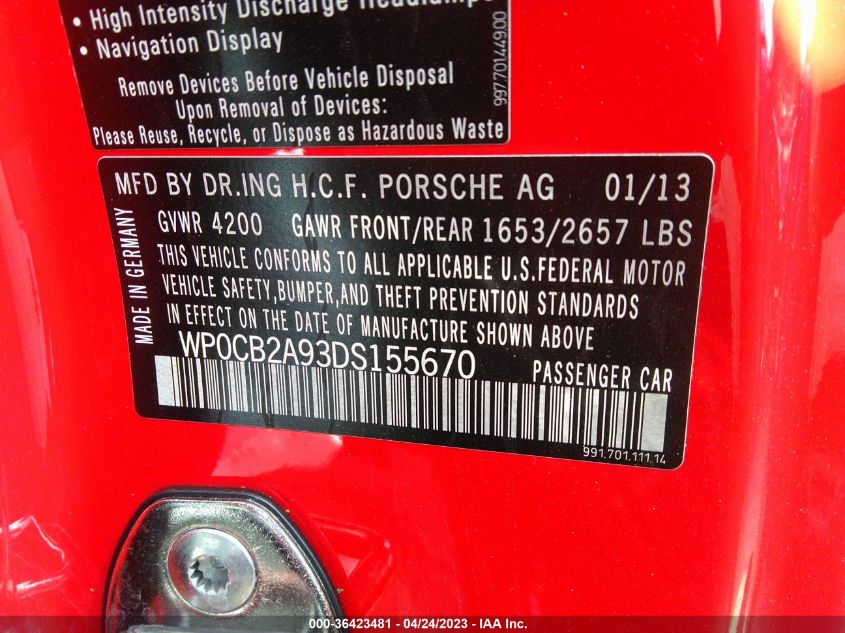 • High Intensity Discharge Headlamps
• Navigation Display
Remove Devices Before Vehicle Disposal
Upon Removal of Devices:
Please Reuse, Recycle, or Dispose as Hazardous Waste
99770144900
MFD BY DR.ING H.C.F. PORSCHE AG 01/13
GVWR 4200 GAWR FRONT/REAR 1653/2657 LBS
THIS VEHICLE CONFORMS TO ALL APPLICABLE U.S.FEDERAL MOTOR
VEHICLE SAFETY,BUMPER,AND THEFT PREVENTION STANDARDS
IN EFFECT ON THE DATE OF MANUFACTURE SHOWN ABOVE
WP0CB2A93DS155670 PASSENGER CAR
MADE IN GERMANY
991.701.111.14
000-36423481 - 04/24/2023 - IAA Inc.